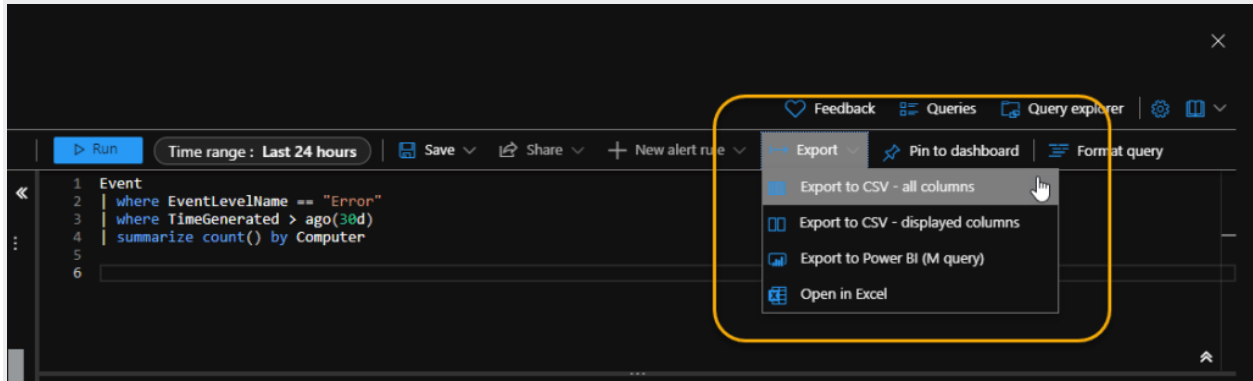 Feedback Queries Query explorer
Run Time range : Last 24 hours Save Share New alert rule Export Pin to dashboard Format query
1 Event
2 | where EventLevelName == "Error"
3 | where TimeGenerated > ago(30d)
4 | summarize count() by Computer
5
6
Export to CSV - all columns
Export to CSV - displayed columns
Export to Power BI (M query)
Open in Excel